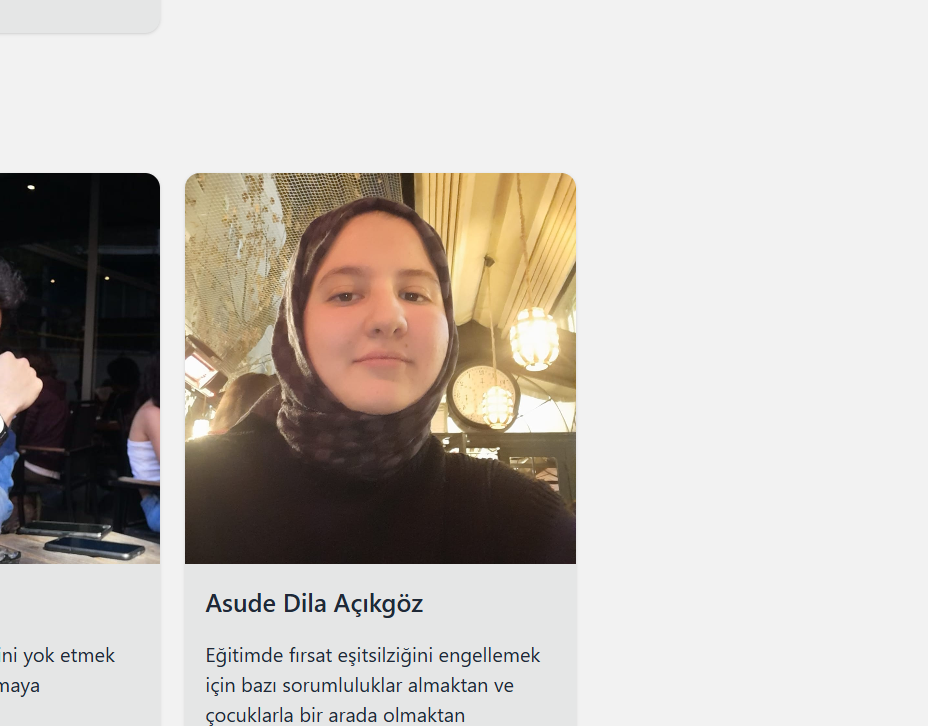 ini yok etmek
maya
Asude Dila Açıkgöz
Eğitimde fırsat eşitsilziğini engellemek
için bazı sorumluluklar almaktan ve
çocuklarla bir arada olmaktan